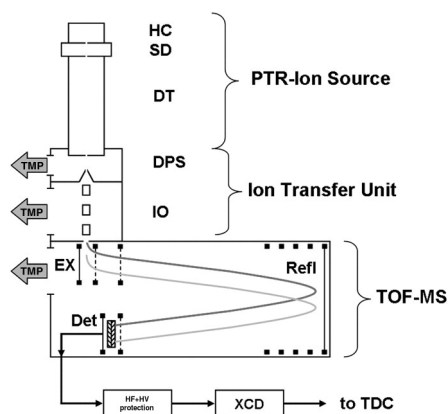 HC
SD
PTR-Ion Source
DT
TMP
DPS
Ion Transfer Unit
TMP
IO
TMP
EX
Refl
TOF-MS
Det
HF+HV
protection
XCD
to TDC